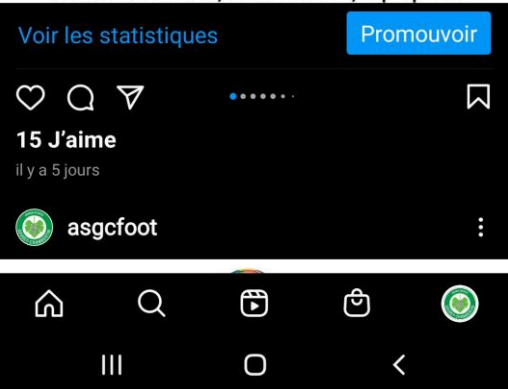 Voir les statistiques
Promouvoir
15 J’aime
il y a 5 jours
asgcfoot